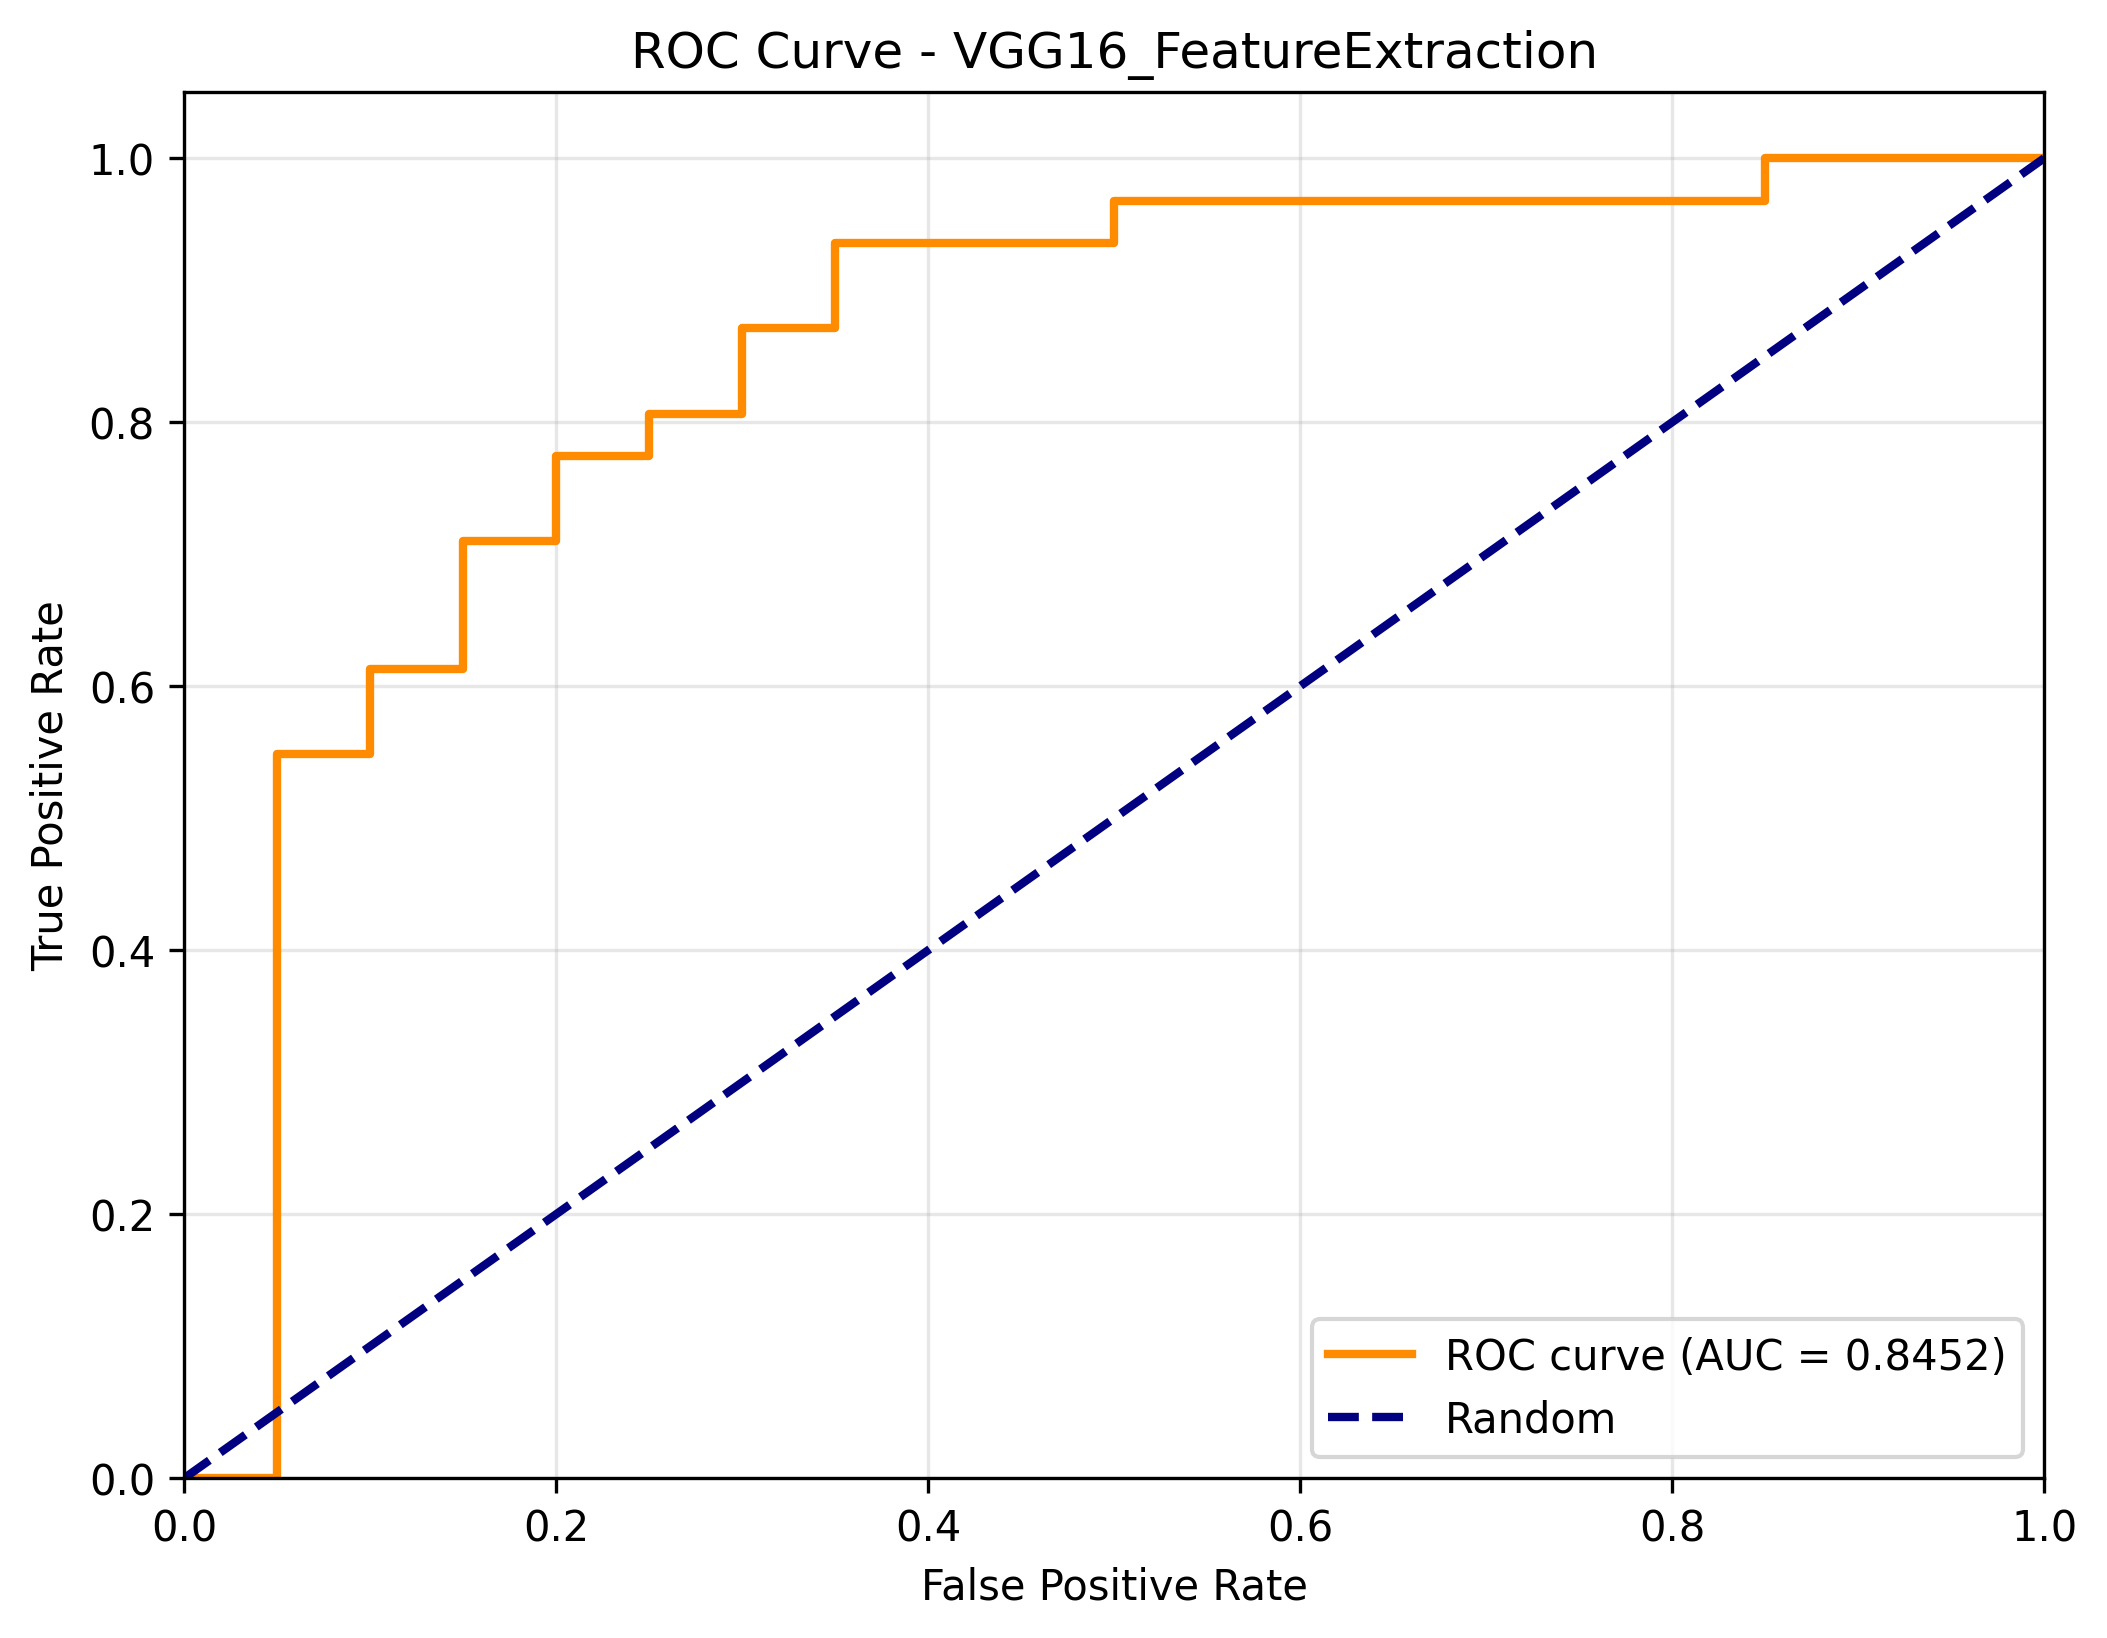 ROC Curve - VGG16_FeatureExtraction
True Positive Rate
1.0
0.8
0.6
0.4
0.2
0.0
0.0 0.2 0.4 0.6 0.8 1.0
False Positive Rate
ROC curve (AUC = 0.8452)
Random